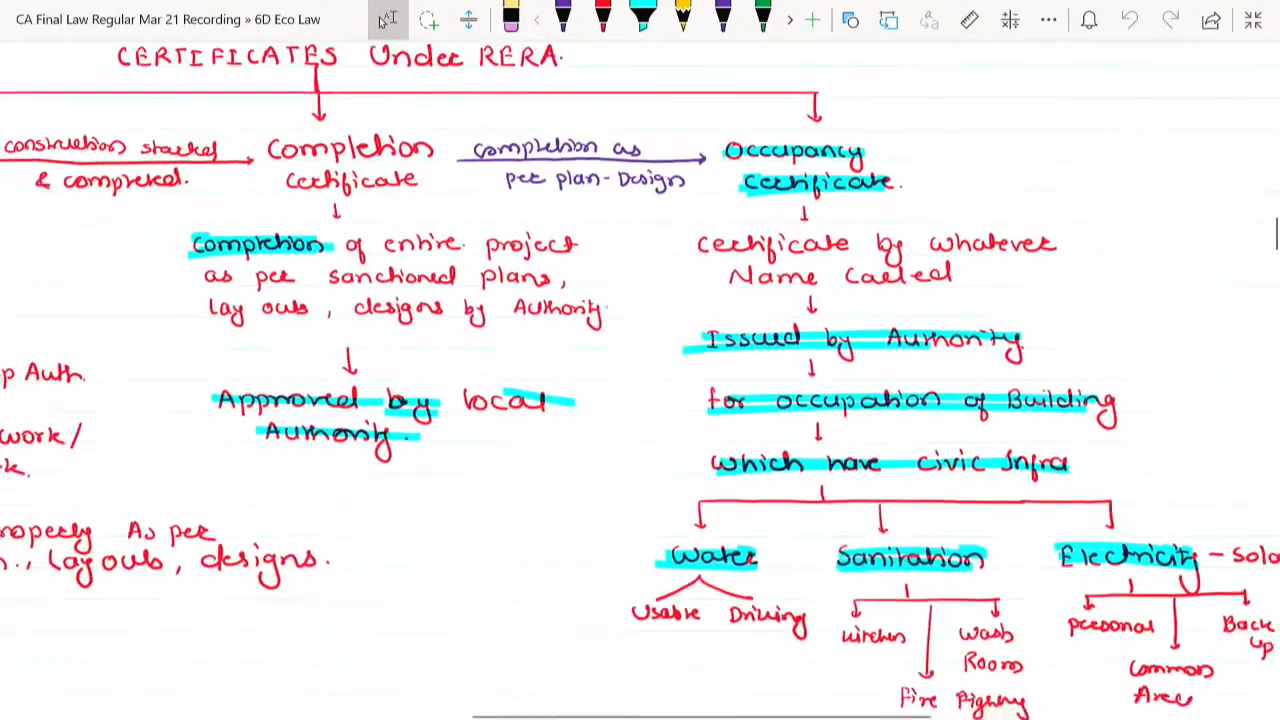 CA Final Law Regular Mar 21 Recording » 6D Eco Law
CERTIFICATES Under RERA.
construction started
& completed.
Completion
certificate
completion as
per plan-Design
Occupancy
certificate.
completion of entire project
as per sanctioned plans,
lay outs, designs by Authority.
Approved by local
Authority.
certificate by whatever
Name Called
Issued by Authority
for occupation of Building
which have civic Infra
Water
Usable Drinking
Sanitation
kitchen
wash
Room
Fire Fighting
Electricity - Sola
personal
Common
Area
Back
up
p Auth.
work/
k.
roperly As per
n., layouts, designs.